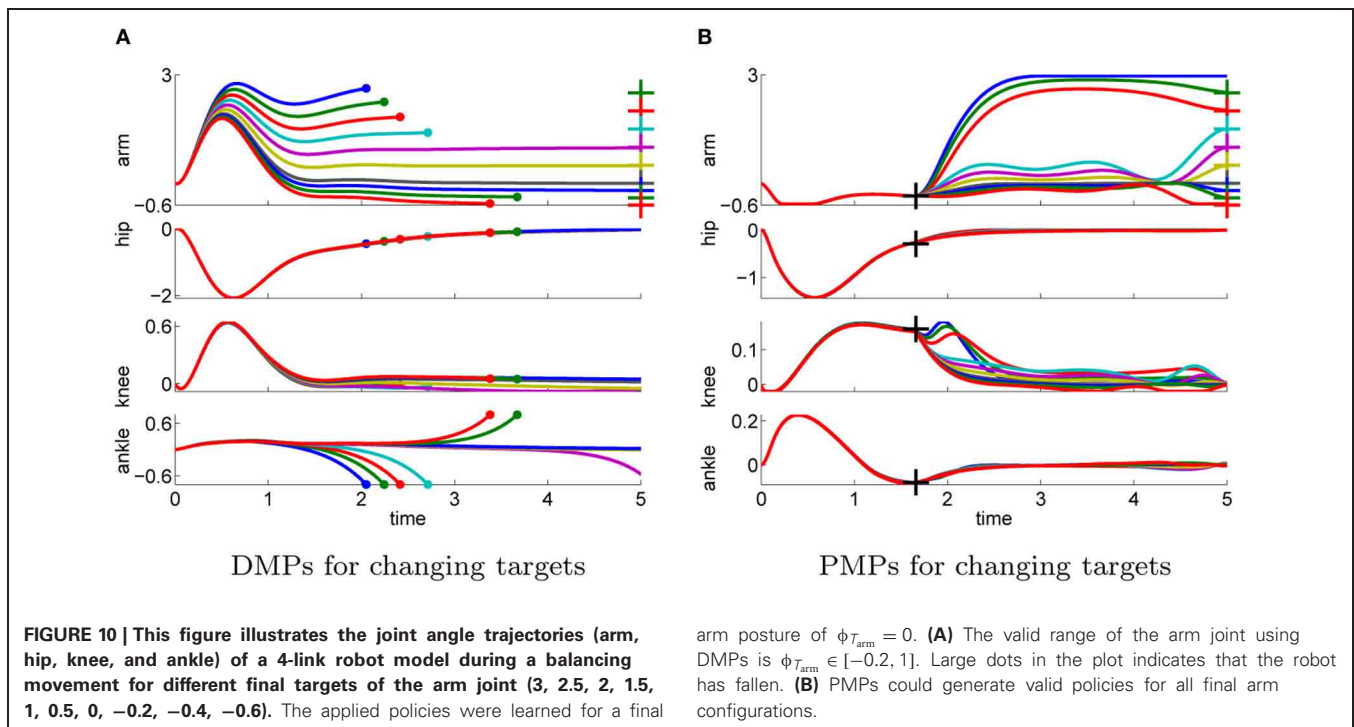 A
3
arm
−0.6
0
hip
−2
0.6
0
knee
0.6
ankle
−0.6
0
1
2
3
4
5
time
DMPs for changing targets
B
3
arm
−0.6
0
hip
−1
0.1
0
knee
0.2
0
ankle
0
1
2
3
4
5
time
PMPs for changing targets
FIGURE 10 | This figure illustrates the joint angle trajectories (arm,
hip, knee, and ankle) of a 4-link robot model during a balancing
movement for different final targets of the arm joint (3, 2.5, 2, 1.5,
1, 0.5, 0, −0.2, −0.4, −0.6). The applied policies were learned for a final
arm posture of ϕ_T_arm = 0. (A) The valid range of the arm joint using
DMPs is ϕ_T_arm ∈ [−0.2, 1]. Large dots in the plot indicates that the robot
has fallen. (B) PMPs could generate valid policies for all final arm
configurations.